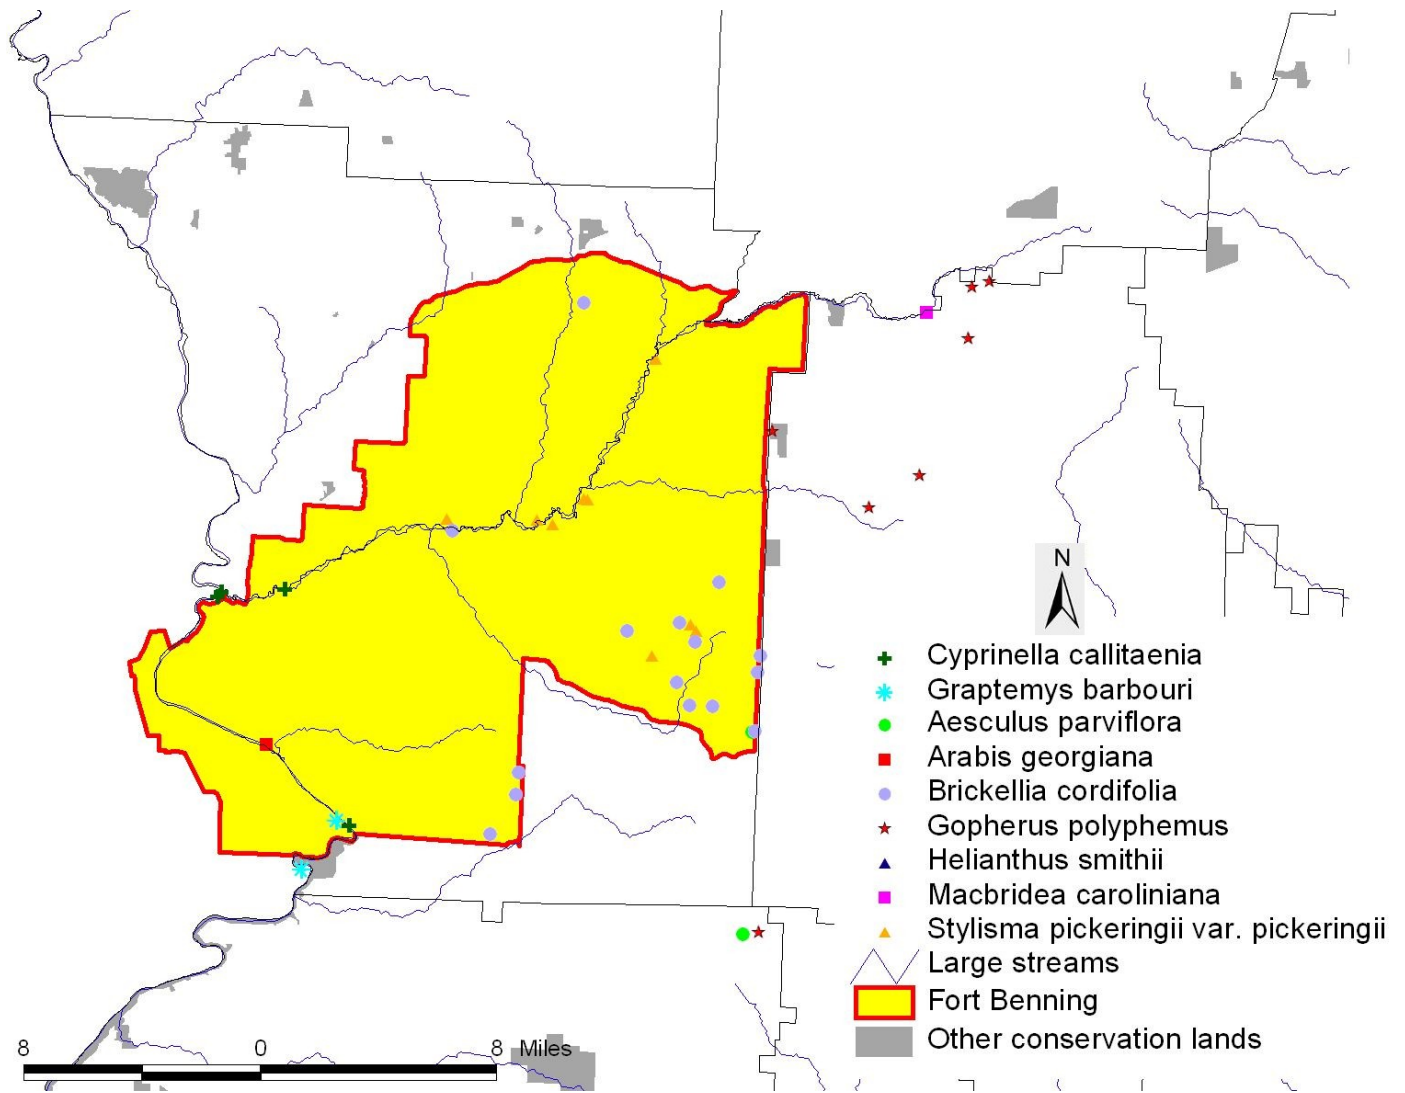 N
Cyprinella callitaenia
Graptemys barbouri
Aesculus parviflora
Arabis georgiana
Brickellia cordifolia
Gopherus polyphemus
Helianthus smithii
Macbridea caroliniana
Stylisma pickeringii var. pickeringii
Large streams
Fort Benning
Other conservation lands
8 0 8 Miles